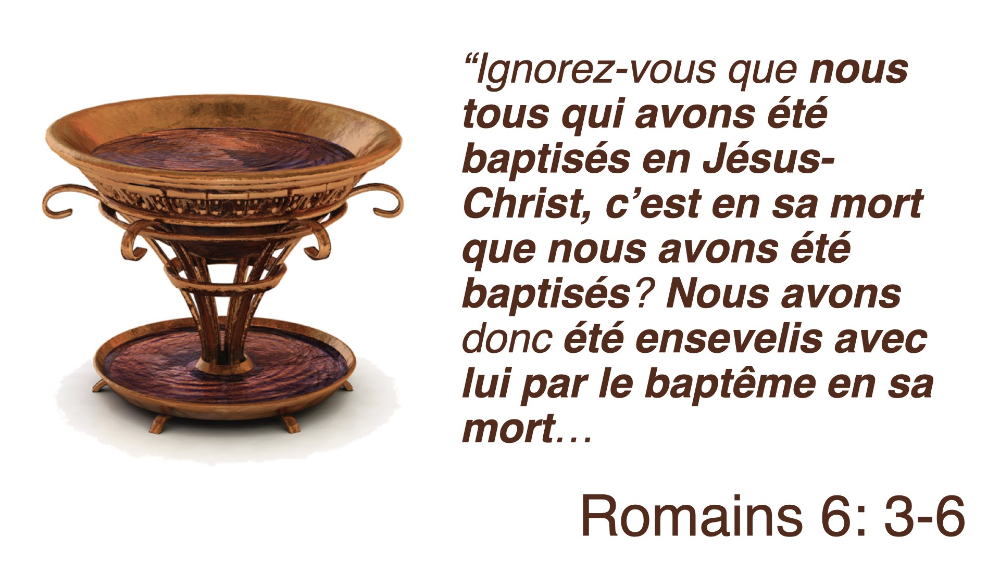 “Ignorez-vous que nous
tous qui avons été
baptisés en Jésus-
Christ, c’est en sa mort
que nous avons été
baptisés? Nous avons
donc été ensevelis avec
lui par le baptême en sa
mort…
Romains 6: 3-6